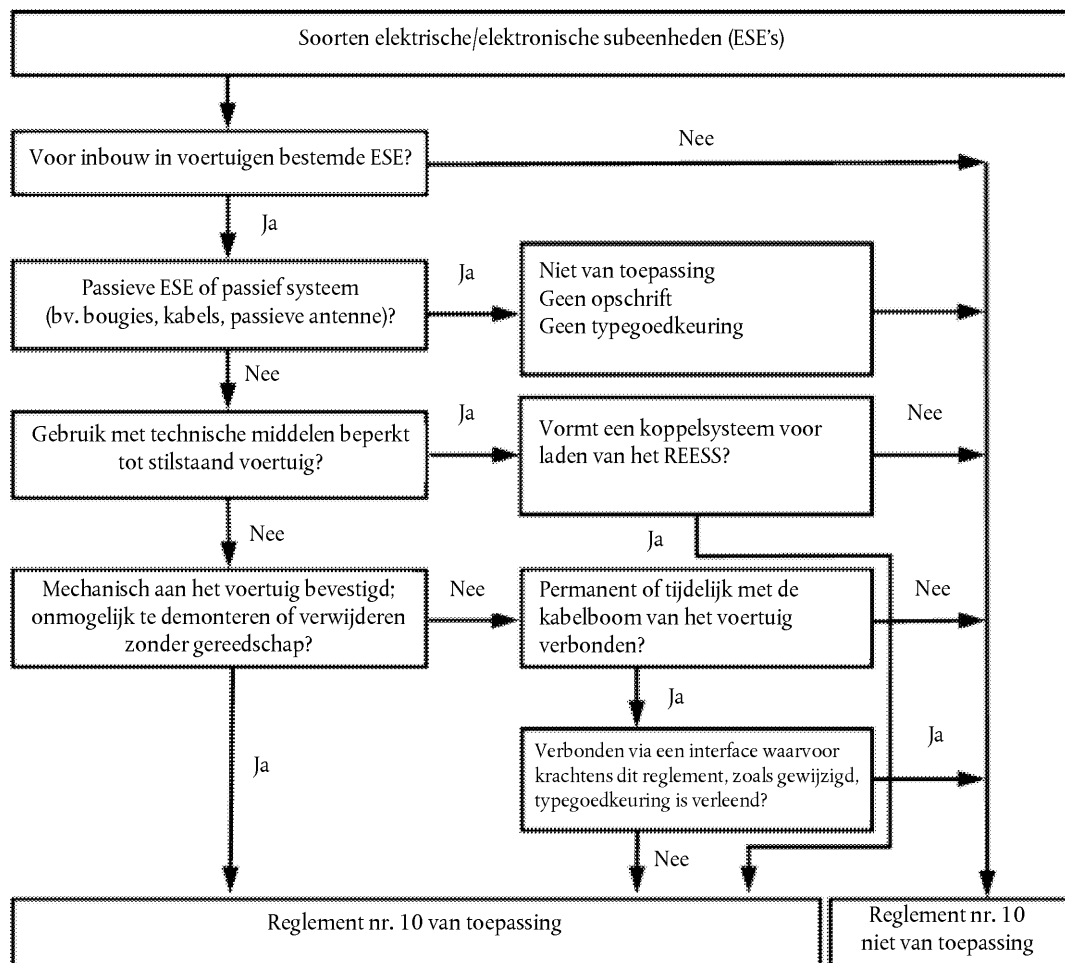 Soorten elektrische/elektronische subeenheden (ESE's)
Voor inbouw in voertuigen bestemde ESE?
Nee
Ja
Passieve ESE of passief systeem
(bv. bougies, kabels, passieve antenne)?
Ja
Niet van toepassing
Geen opschrift
Geen typegoedkeuring
Nee
Gebruik met technische middelen beperkt
tot stilstaand voertuig?
Ja
Vormt een koppelsysteem voor
laden van het REESS?
Nee
Nee
Ja
Mechanisch aan het voertuig bevestigd;
onmogelijk te demonteren of verwijderen
zonder gereedschap?
Nee
Permanent of tijdelijk met de
kabelboom van het voertuig
verbonden?
Nee
Ja
Ja
Verbonden via een interface waarvoor
krachtens dit reglement, zoals gewijzigd,
typegoedkeuring is verleend?
Ja
Nee
Reglement nr. 10 van toepassing
Reglement nr. 10
niet van toepassing